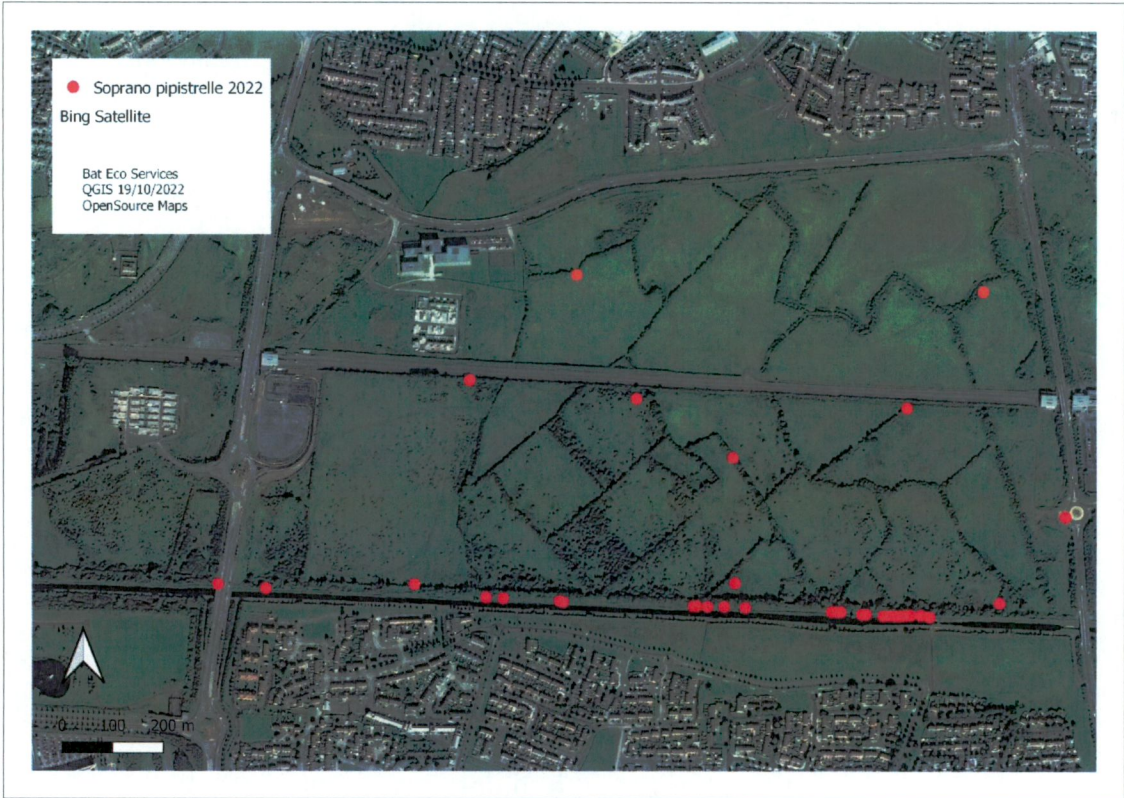 Soprano pipistrelle 2022
Bing Satellite
Bat Eco Services
QGIS 19/10/2022
OpenSource Maps
0 100 200 m